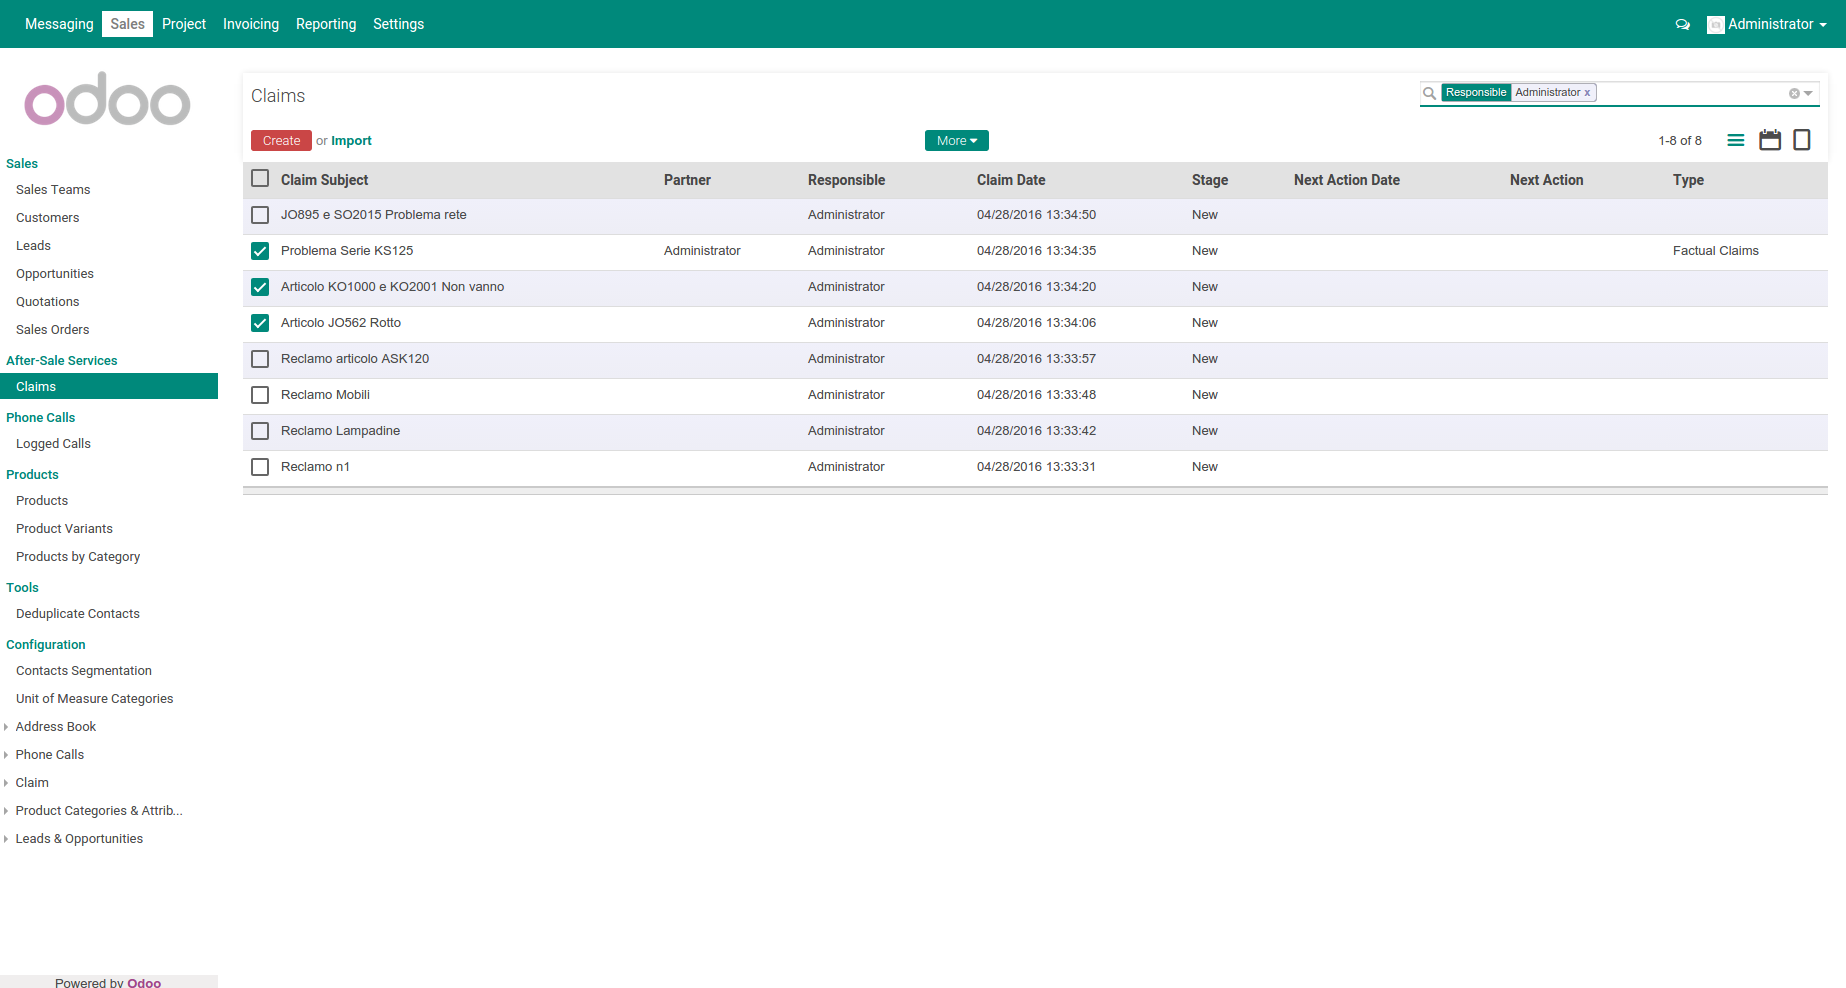 Messaging Sales Project Invoicing Reporting Settings Administrator
odoo
Claims
Responsible Administrator x
Create or Import More 1-8 of 8
Sales
Sales Teams
Customers
Leads
Opportunities
Quotations
Sales Orders
After-Sale Services
Claims
Phone Calls
Logged Calls
Products
Products
Product Variants
Products by Category
Tools
Deduplicate Contacts
Configuration
Contacts Segmentation
Unit of Measure Categories
Address Book
Phone Calls
Claim
Product Categories & Attrib...
Leads & Opportunities
Powered by Odoo
Claim Subject Partner Responsible Claim Date Stage Next Action Date Next Action Type
JO895 e SO2015 Problema rete Administrator 04/28/2016 13:34:50 New
Problema Serie KS125 Administrator Administrator 04/28/2016 13:34:35 New Factual Claims
Articolo KO1000 e KO2001 Non vanno Administrator 04/28/2016 13:34:20 New
Articolo JO562 Rotto Administrator 04/28/2016 13:34:06 New
Reclamo articolo ASK120 Administrator 04/28/2016 13:33:57 New
Reclamo Mobili Administrator 04/28/2016 13:33:48 New
Reclamo Lampadine Administrator 04/28/2016 13:33:42 New
Reclamo n1 Administrator 04/28/2016 13:33:31 New